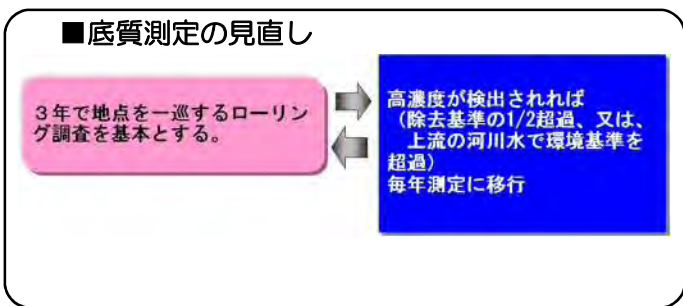 ■底質測定の見直し
３年で地点を一巡するローリン
グ調査を基本とする。
高濃度が検出されれば
（除去基準の1/2超過、又は、
上流の河川水で環境基準を
超過）
毎年測定に移行